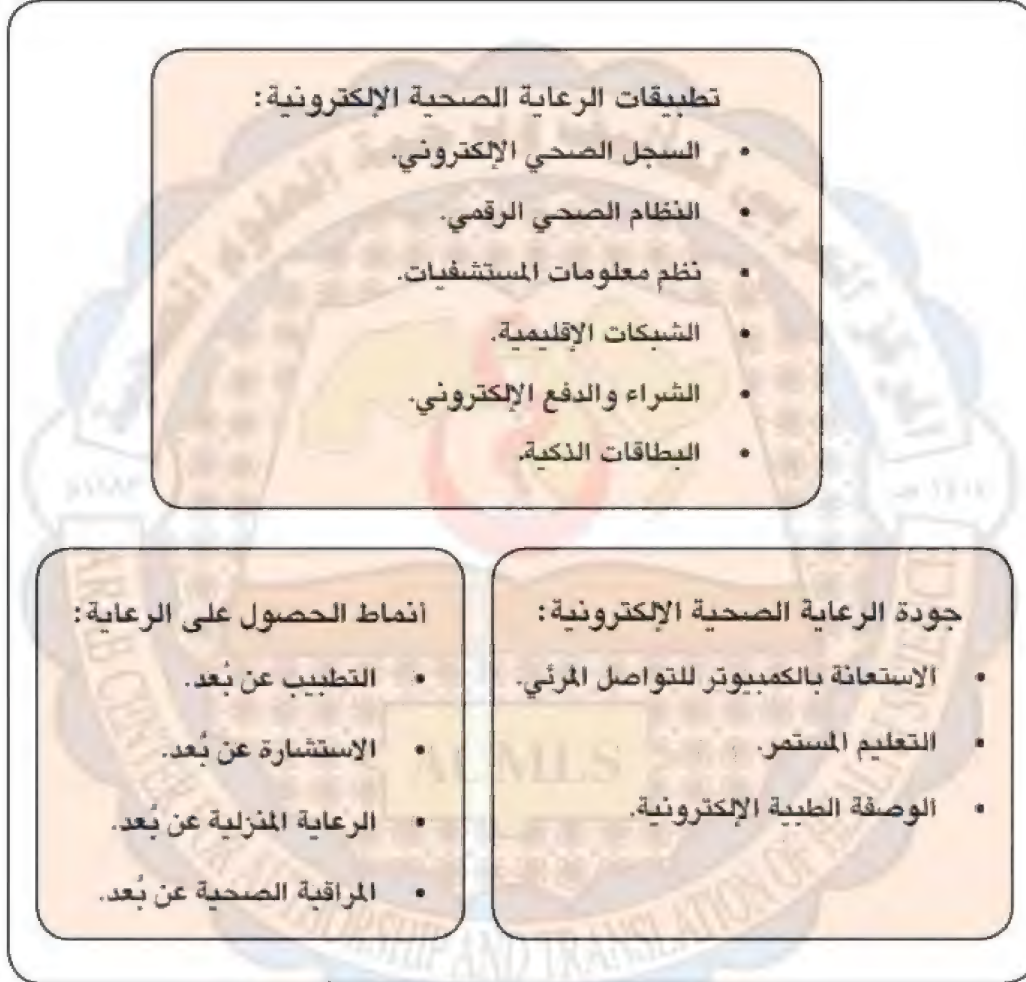 تطبيقات الرعاية الصحية الإلكترونية:
• السجل الصحي الإلكتروني.
• النظام الصحي الرقمي.
• نظم معلومات المستشفيات.
• الشبكات الإقليمية.
• الشراء والدفع الإلكتروني.
• البطاقات الذكية.
جودة الرعاية الصحية الإلكترونية:
• الاستعانة بالكمبيوتر للتواصل المرئي.
• التعليم المستمر.
• الوصفة الطبية الإلكترونية.
أنماط الحصول على الرعاية:
• التطبيب عن بُعد.
• الاستشارة عن بُعد.
• الرعاية المنزلية عن بُعد.
• المراقبة الصحية عن بُعد.
ACMLS